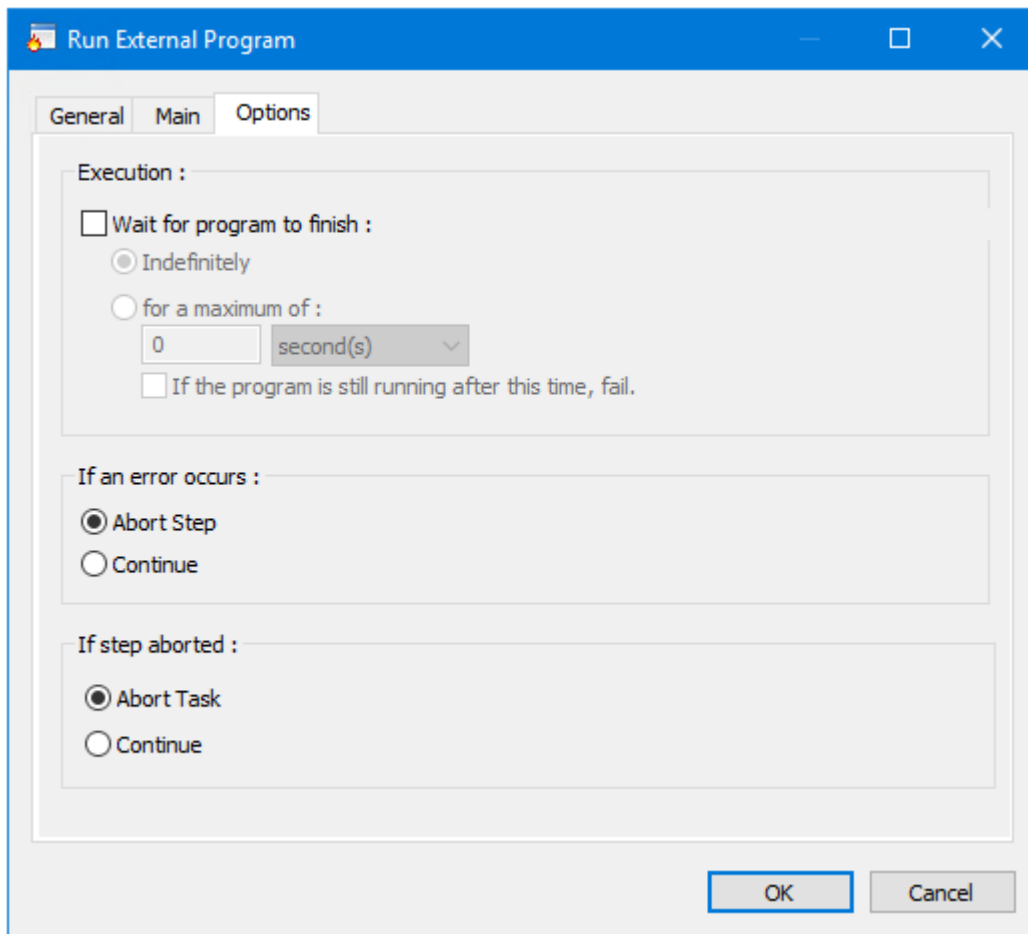 Run External Program
General Main Options
Execution :
Wait for program to finish :
Indefinitely
for a maximum of :
0 second(s)
If the program is still running after this time, fail.
If an error occurs :
Abort Step
Continue
If step aborted :
Abort Task
Continue
OK Cancel